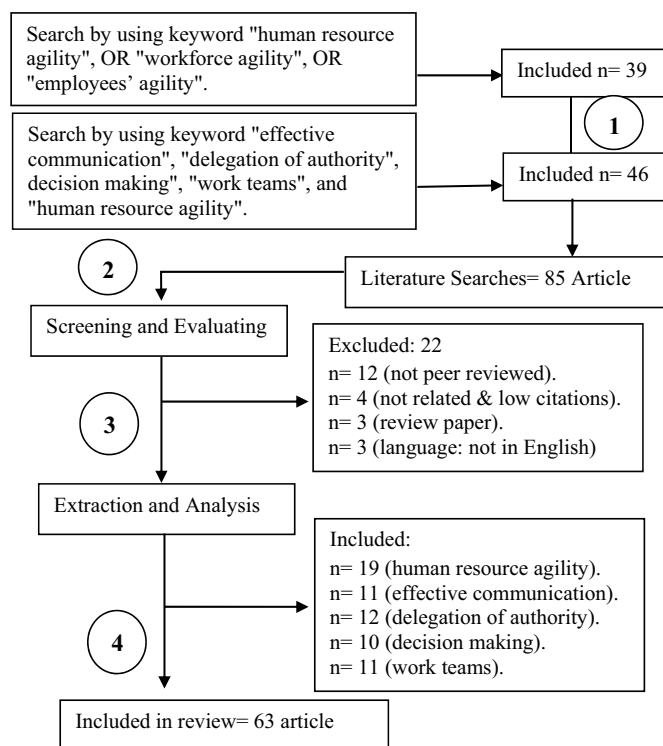 Search by using keyword "human resource
agility", OR "workforce agility", OR
"employees’ agility".
Included n= 39
1
Search by using keyword "effective
communication", "delegation of authority",
decision making", "work teams", and
"human resource agility".
Included n= 46
2
Literature Searches= 85 Article
Screening and Evaluating
Excluded: 22
n= 12 (not peer reviewed).
n= 4 (not related & low citations).
n= 3 (review paper).
n= 3 (language: not in English)
3
Extraction and Analysis
Included:
n= 19 (human resource agility).
n= 11 (effective communication).
n= 12 (delegation of authority).
n= 10 (decision making).
n= 11 (work teams).
4
Included in review= 63 article